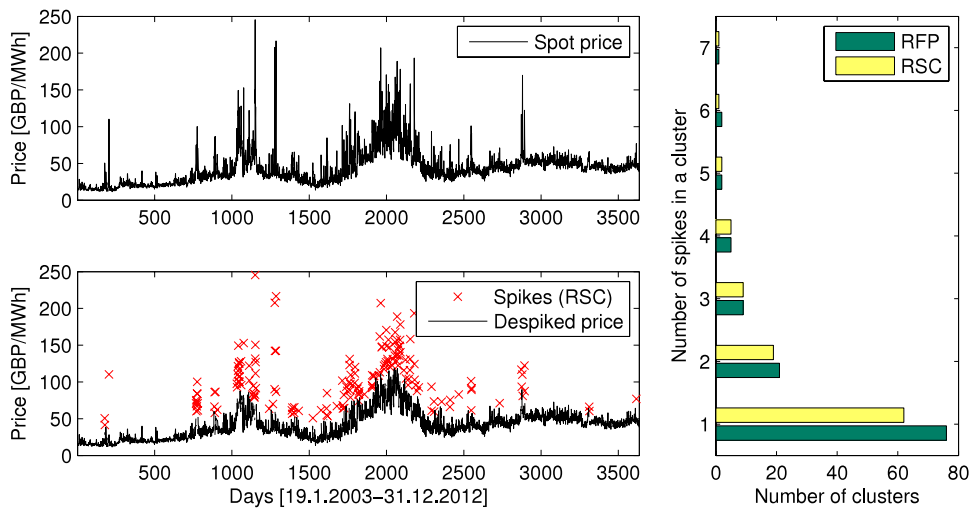 250
200
150
100
50
0
Price [GBP/MWh]
Spot price
500 1000 1500 2000 2500 3000 3500
250
200
150
100
50
0
Price [GBP/MWh]
Spikes (RSC)
Despiked price
500 1000 1500 2000 2500 3000 3500
Days [19.1.2003–31.12.2012]
Number of spikes in a cluster
7
6
5
4
3
2
1
RFP
RSC
0 20 40 60 80
Number of clusters